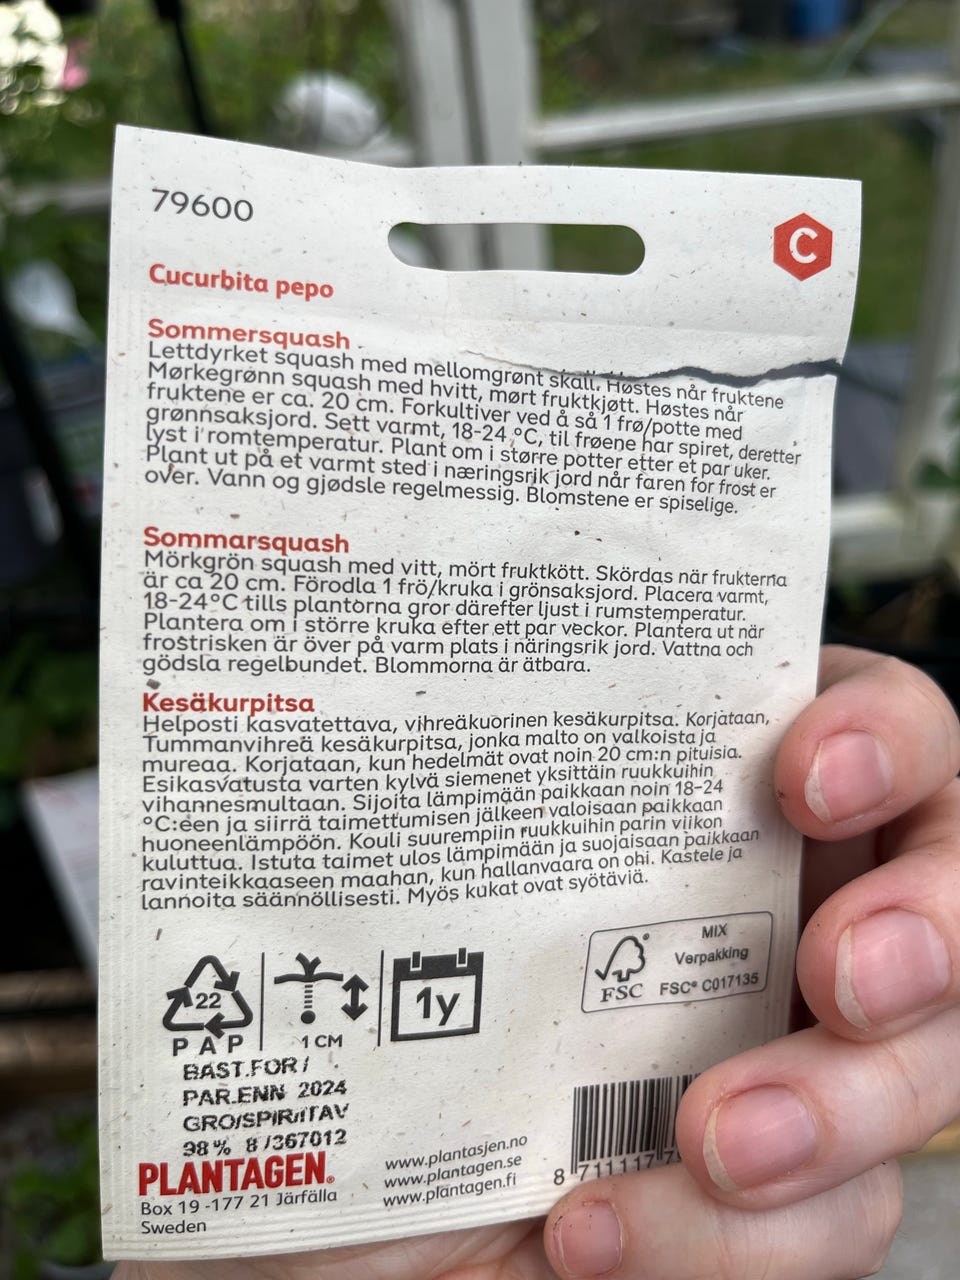 79600
C
Cucurbita pepo
Sommersquash
Lettdyrket squash med mellomgrønt skall. Høstes når fruktene
Mørkegrønn squash med hvitt, mørt fruktkjøtt. Høstes når
fruktene er ca. 20 cm. Forkultiver ved å så 1 frø/potte med
grønnsaksjord. Sett varmt, 18-24 °C, til frøene har spiret, deretter
lyst i romtemperatur. Plant om i større potter etter et par uker.
Plant ut på et varmt sted i næringsrik jord når faren for frost er
over. Vann og gjødsle regelmessig. Blomstene er spiselige.
Sommarsquash
Mörkgrön squash med vitt, mört fruktkött. Skördas när frukterna
är ca 20 cm. Förodla 1 frö/kruka i grönsaksjord. Placera varmt,
18-24°C tills plantorna gror därefter ljust i rumstemperatur.
Plantera om i större kruka efter ett par veckor. Plantera ut när
frostrisken är över på varm plats i näringsrik jord. Vattna och
gödsla regelbundet. Blommorna är ätbara.
Kesäkurpitsa
Helposti kasvatettava, vihreäkuorinen kesäkurpitsa. Korjataan,
Tummanvihreä kesäkurpitsa, jonka malto on valkoista ja
mureaa. Korjataan, kun hedelmät ovat noin 20 cm:n pituisia.
Esikasvatusta varten kylvä siemenet yksittäin ruukkuihin
vihannesmultaan. Sijoita lämpimään paikkaan noin 18-24
°C:een ja siirrä taimettumisen jälkeen valoisaan paikkaan
huoneenlämpöön. Kouli suurempiin ruukkuihin parin viikon
kuluttua. Istuta taimet ulos lämpimään ja suojaisaan paikkaan
ravinteikkaaseen maahan, kun hallanvaara on ohi. Kastele ja
lannoita säännöllisesti. Myös kukat ovat syötäviä.
22
PAP
1 CM
1y
FSC®
MIX
Verpakking
FSC® C017135
BÄST.FÖR/
PAR.ENN 2024
GRO/SPIR/ITÄV
98% 8/367012
PLANTAGEN®
Box 19 -177 21 Järfälla
Sweden
www.plantasjen.no
www.plantagen.se
www.plantagen.fi
8 711117 7